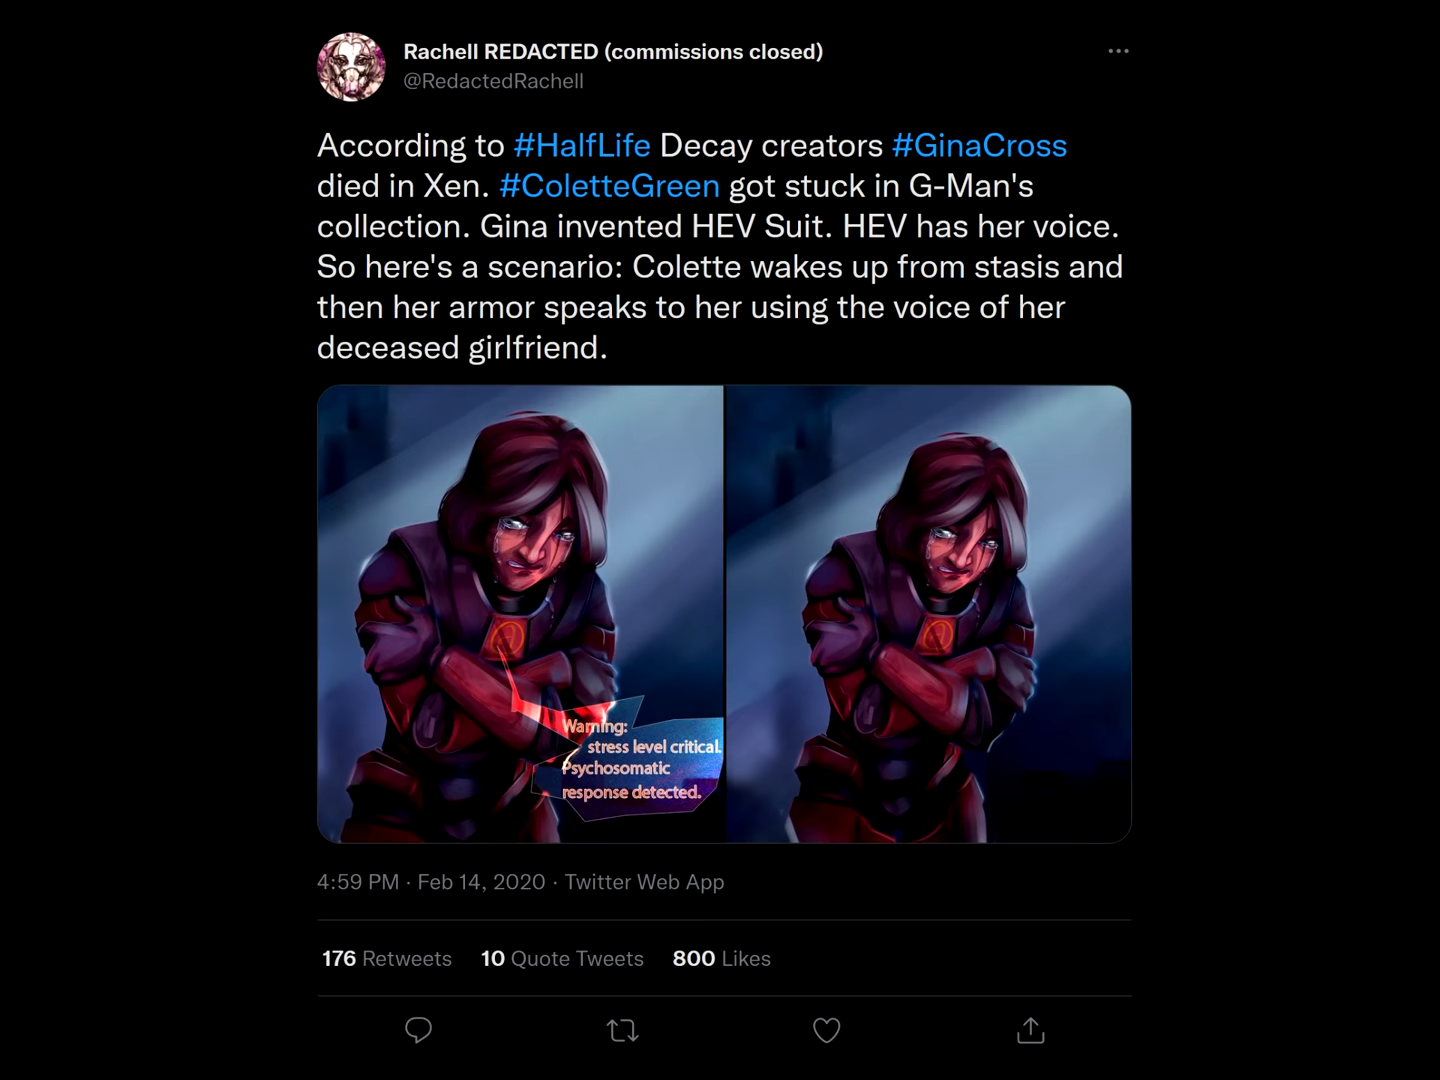 Rachell REDACTED (commissions closed)
@RedactedRachell
According to #HalfLife Decay creators #GinaCross
died in Xen. #ColetteGreen got stuck in G-Man's
collection. Gina invented HEV Suit. HEV has her voice.
So here's a scenario: Colette wakes up from stasis and
then her armor speaks to her using the voice of her
deceased girlfriend.
Warning:
stress level critical.
Psychosomatic
response detected.
4:59 PM · Feb 14, 2020 · Twitter Web App
176 Retweets 10 Quote Tweets 800 Likes